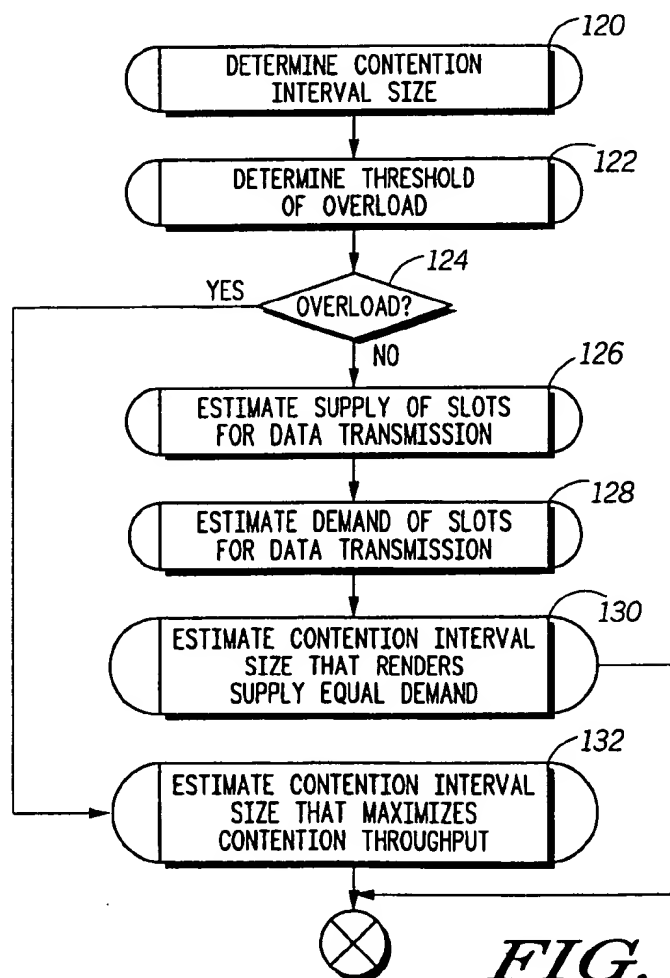 120
DETERMINE CONTENTION
INTERVAL SIZE
122
DETERMINE THRESHOLD
OF OVERLOAD
124
YES
OVERLOAD?
NO
126
ESTIMATE SUPPLY OF SLOTS
FOR DATA TRANSMISSION
128
ESTIMATE DEMAND OF SLOTS
FOR DATA TRANSMISSION
130
ESTIMATE CONTENTION INTERVAL
SIZE THAT RENDERS
SUPPLY EQUAL DEMAND
132
ESTIMATE CONTENTION INTERVAL
SIZE THAT MAXIMIZES
CONTENTION THROUGHPUT
FIG.